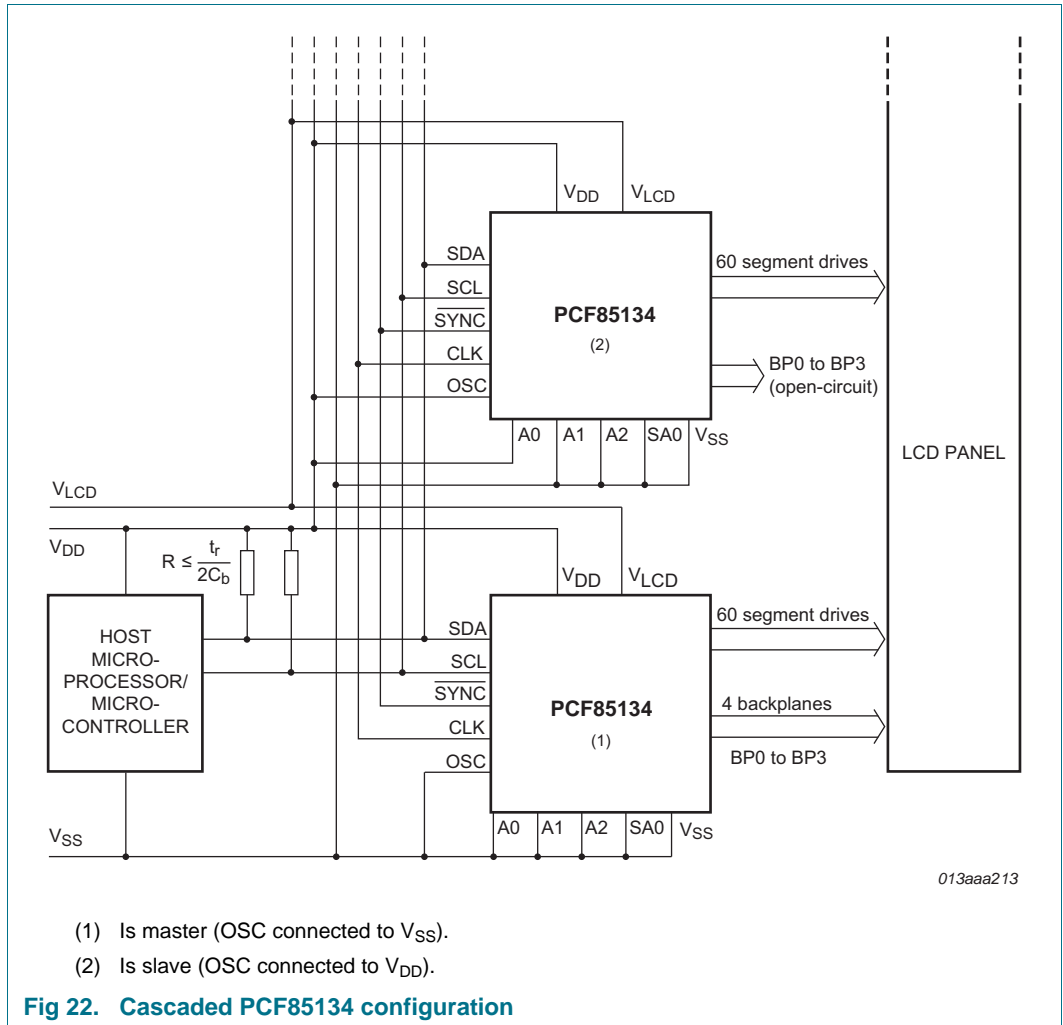 VDD
VLCD
SDA
SCL
SYNC
CLK
OSC
PCF85134
(2)
60 segment drives
BP0 to BP3
(open-circuit)
A0
A1
A2
SA0
VSS
LCD PANEL
VLCD
VDD
R ≤ tr
2Cb
HOST
MICRO-
PROCESSOR/
MICRO-
CONTROLLER
VSS
VDD
VLCD
SDA
SCL
SYNC
CLK
OSC
PCF85134
(1)
60 segment drives
4 backplanes
BP0 to BP3
A0
A1
A2
SA0
VSS
013aaa213
(1) Is master (OSC connected to VSS).
(2) Is slave (OSC connected to VDD).
Fig 22. Cascaded PCF85134 configuration